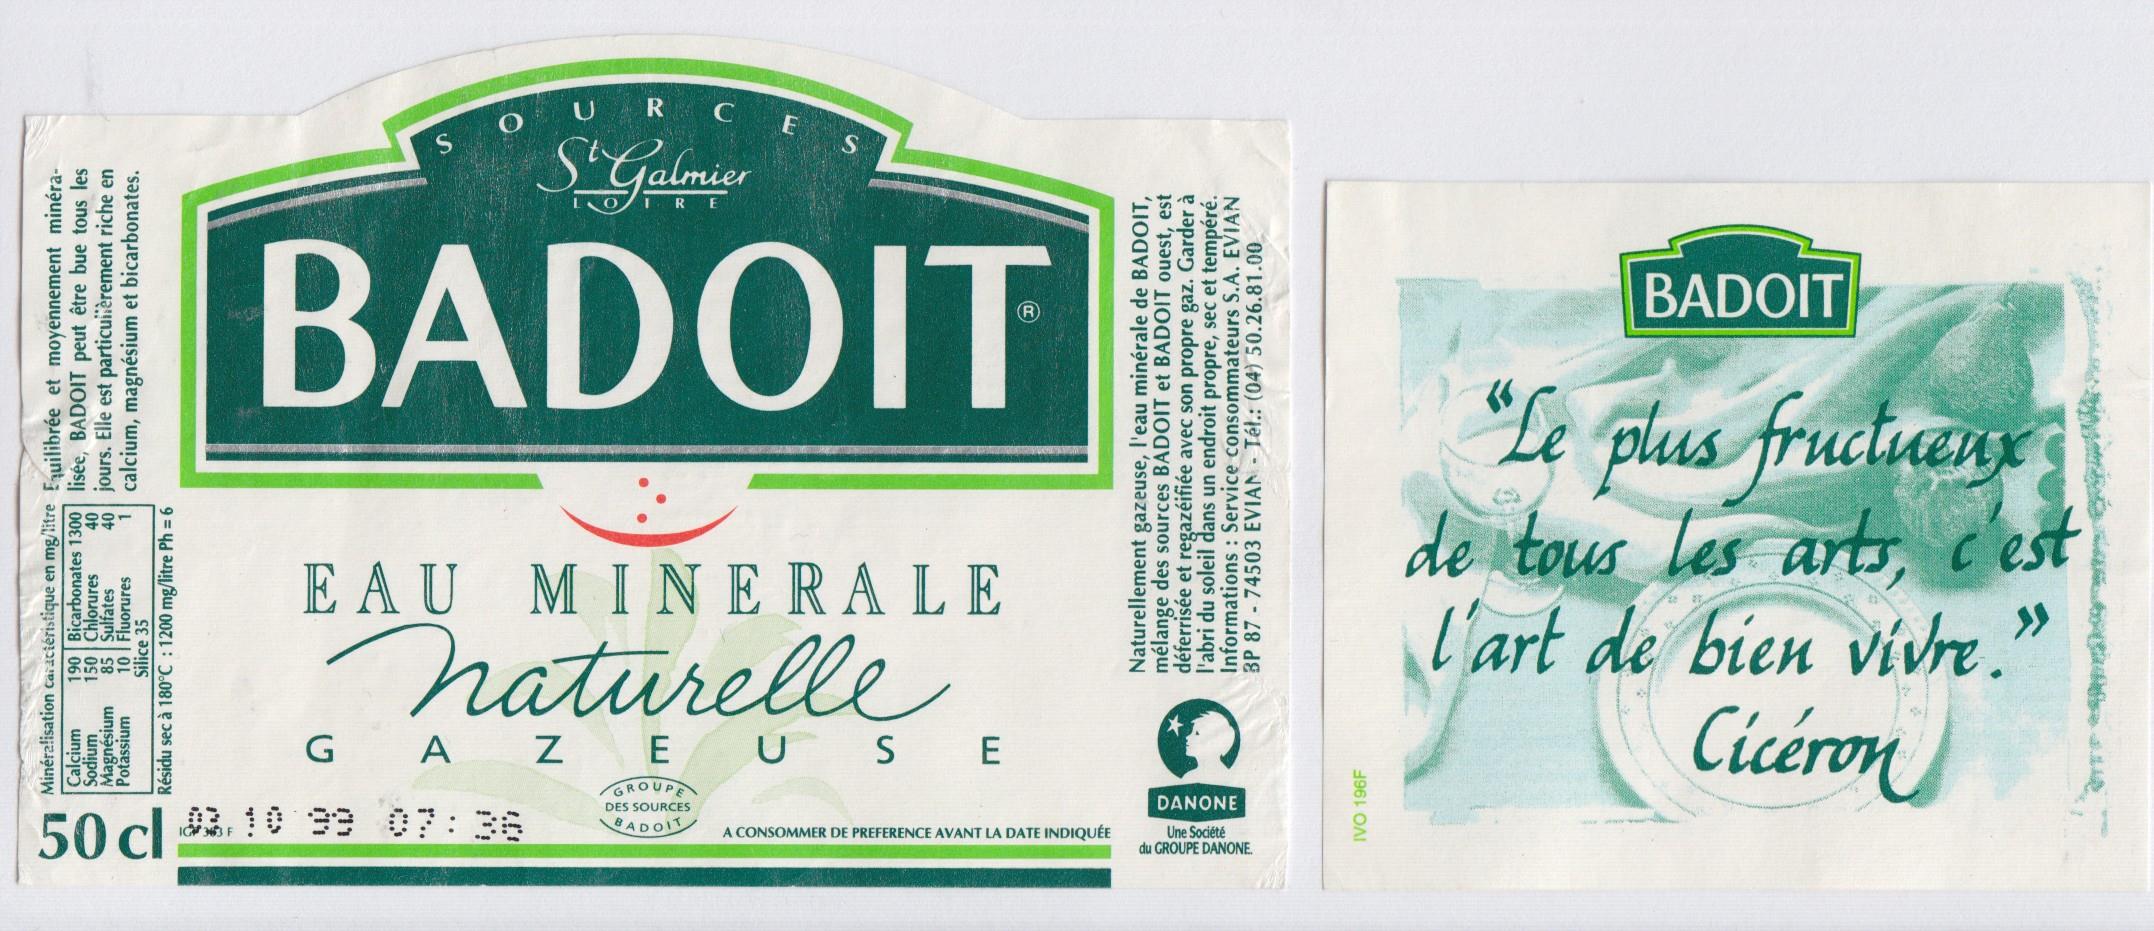 Equilibrée et moyennement minéra-
lisée, BADOIT peut être bue tous les
jours. Elle est particulièrement riche en
calcium, magnésium et bicarbonates.
Minéralisation caractéristique en mg/litre
Calcium 190 Bicarbonates 1300
Sodium 150 Chlorures 40
Magnésium 85 Sulfates 40
Potassium 10 Fluorures 1
Silice 35
Résidu sec à 180°C : 1200 mg/litre Ph = 6
50 cl
SOURCES
St Galmier
LOIRE
BADOIT®
EAU MINERALE
naturelle
GAZEUSE
GROUPE
DES SOURCES
BADOIT
03 10 99 07:36
A CONSOMMER DE PREFERENCE AVANT LA DATE INDIQUÉE
Naturellement gazeuse, l'eau minérale de BADOIT,
mélange des sources BADOIT et BADOIT ouest, est
déferrisée et regazéifiée avec son propre gaz. Garder à
l'abri du soleil dans un endroit propre, sec et tempéré.
Informations : Service consommateurs S.A. EVIAN
BP 87 - 74503 EVIAN - Tél.: (04) 50.26.81.00
DANONE
Une Société
du GROUPE DANONE.
BADOIT
“Le plus fructueux
de tous les arts, c'est
l'art de bien vivre.”
Cicéron
IVO 196F